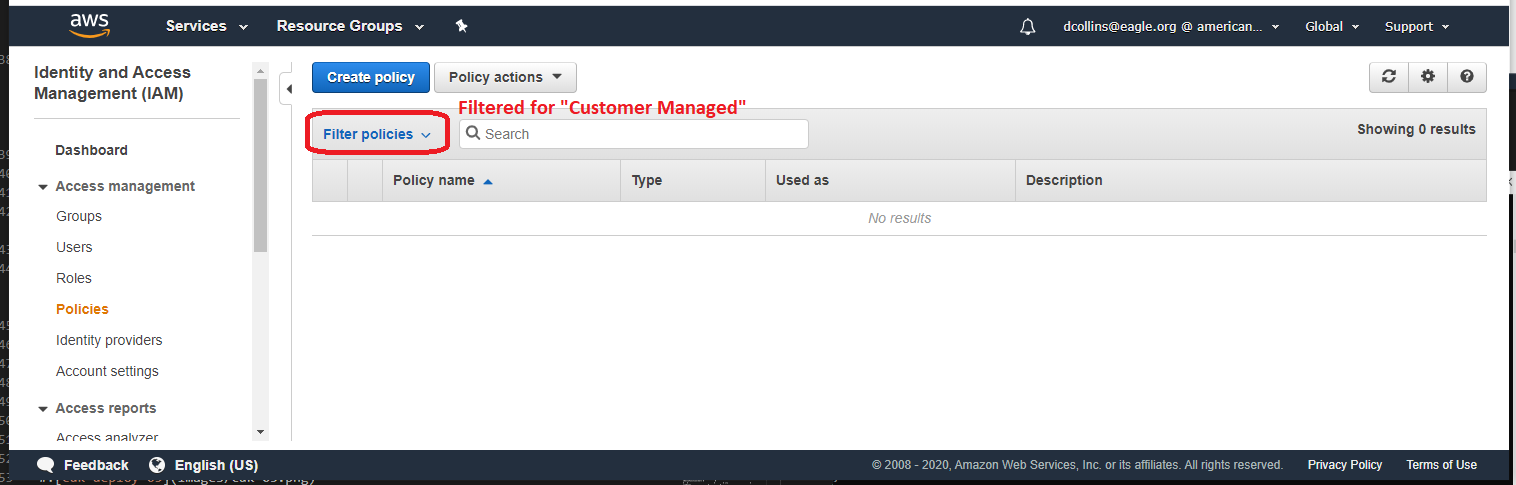 aws
Services
Resource Groups
dcollins@eagle.org @ american...
Global
Support
Identity and Access
Management (IAM)
Dashboard
Access management
Groups
Users
Roles
Policies
Identity providers
Account settings
Access reports
Access analyzer
Create policy
Policy actions
Filtered for "Customer Managed"
Filter policies
Search
Showing 0 results
Policy name
Type
Used as
Description
No results
Feedback
English (US)
© 2008 - 2020, Amazon Web Services, Inc. or its affiliates. All rights reserved.
Privacy Policy
Terms of Use